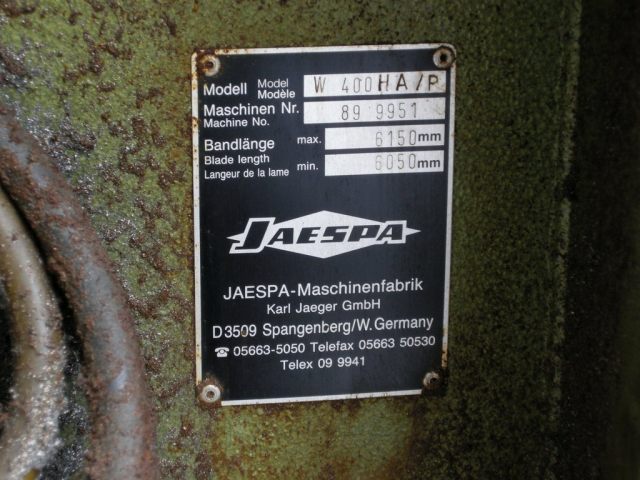 Modell Model Modèle W 400 HA/P
Maschinen Nr. Machine No. 89 9951
Bandlänge max. 6150 mm
Blade length
Langeur de la lame min. 6050 mm
JAESPA
JAESPA-Maschinenfabrik
Karl Jaeger GmbH
D 3509 Spangenberg/W. Germany
☎ 05663-5050 Telefax 05663 50530
Telex 09 9941